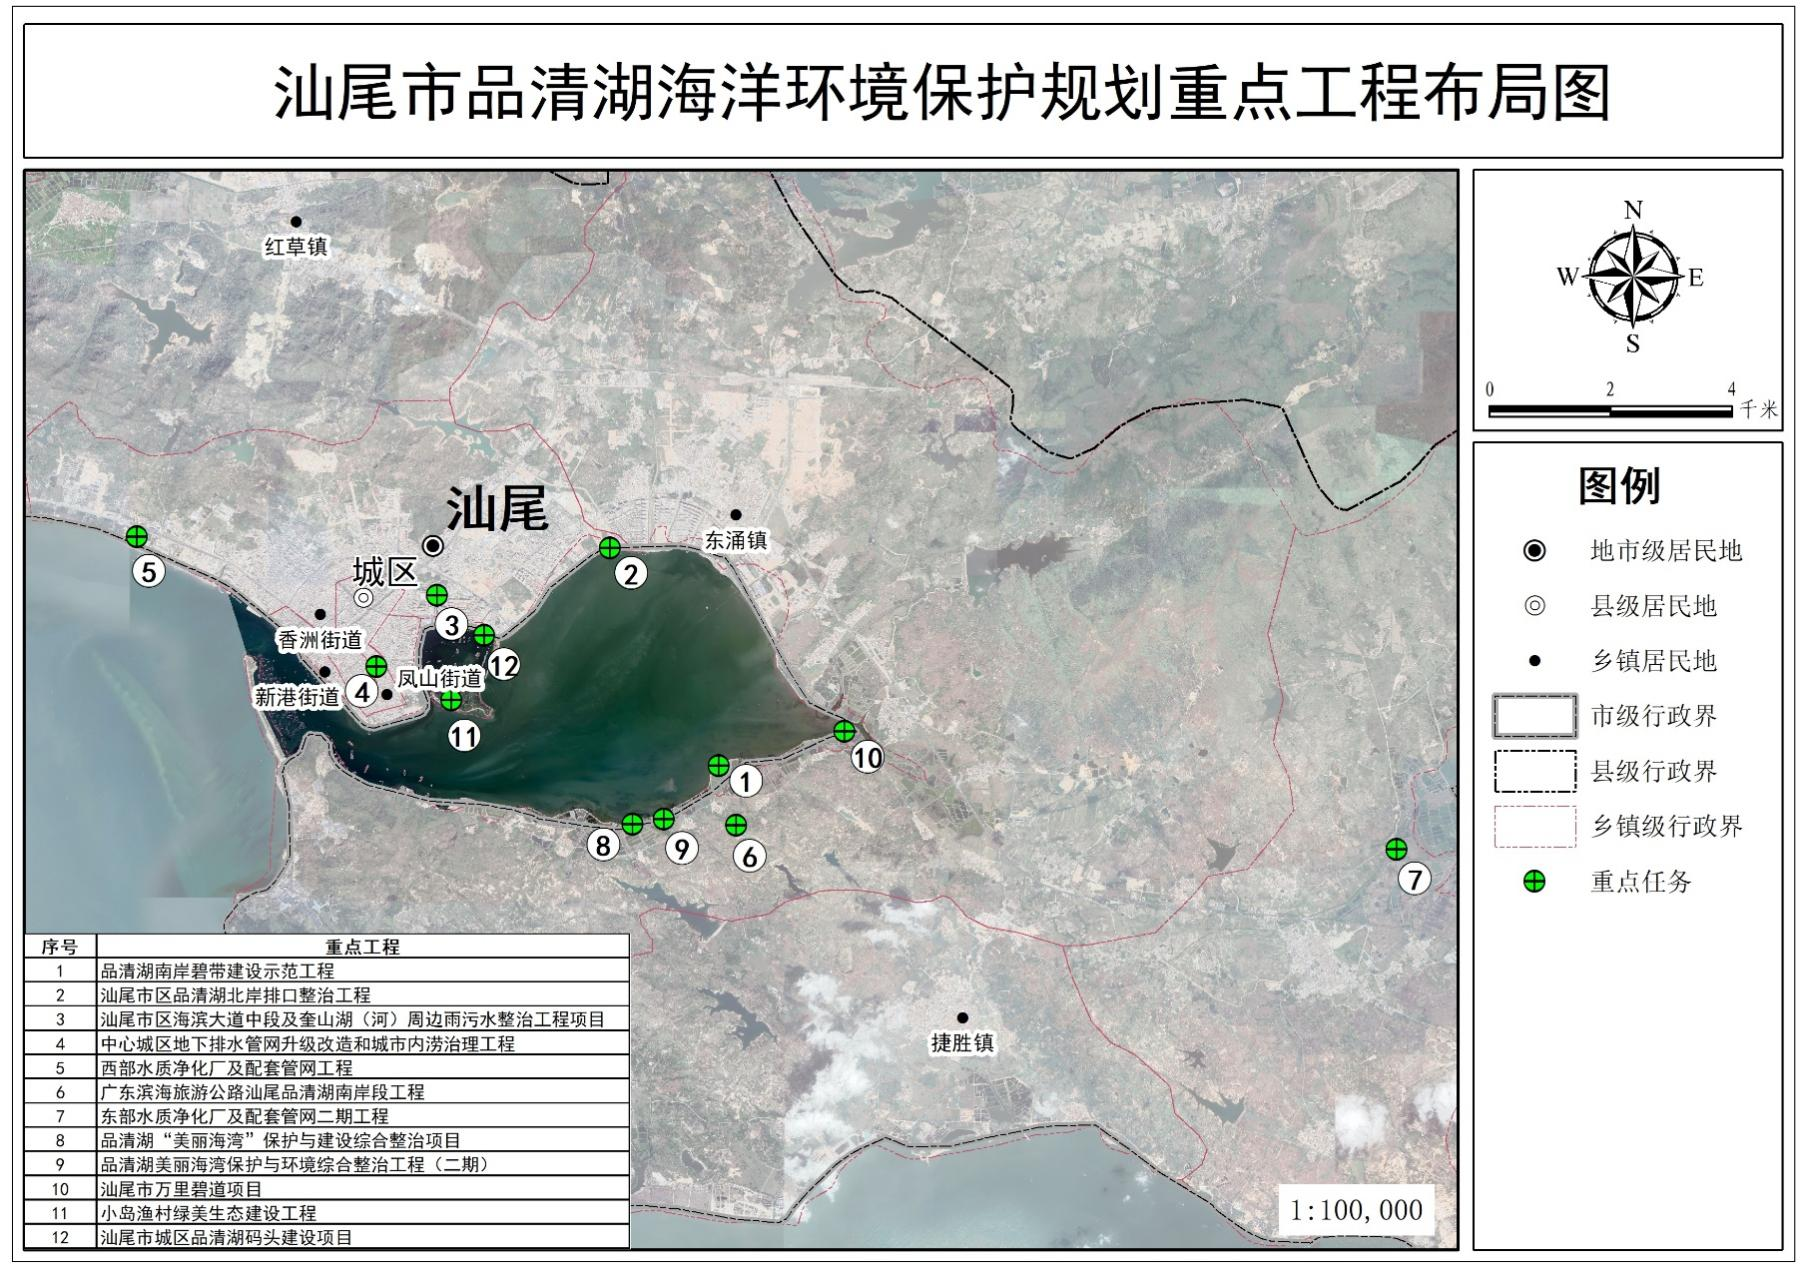 汕尾市品清湖海洋环境保护规划重点工程布局图
红草镇
汕尾
城区
东涌镇
香洲街道
新港街道
凤山街道
捷胜镇
5
2
3
12
4
11
10
1
8
9
6
7
序号 重点工程
1 品清湖南岸碧带建设示范工程
2 汕尾市区品清湖北岸排口整治工程
3 汕尾市区海滨大道中段及奎山湖（河）周边雨污水整治工程项目
4 中心城区地下排水管网升级改造和城市内涝治理工程
5 西部水质净化厂及配套管网工程
6 广东滨海旅游公路汕尾品清湖南岸段工程
7 东部水质净化厂及配套管网二期工程
8 品清湖“美丽海湾”保护与建设综合整治项目
9 品清湖美丽海湾保护与环境综合整治工程（二期）
10 汕尾市万里碧道项目
11 小岛渔村绿美生态建设工程
12 汕尾市城区品清湖码头建设项目
1:100,000
N
W E
S
0 2 4
千米
图例
地市级居民地
县级居民地
乡镇居民地
市级行政界
县级行政界
乡镇级行政界
重点任务